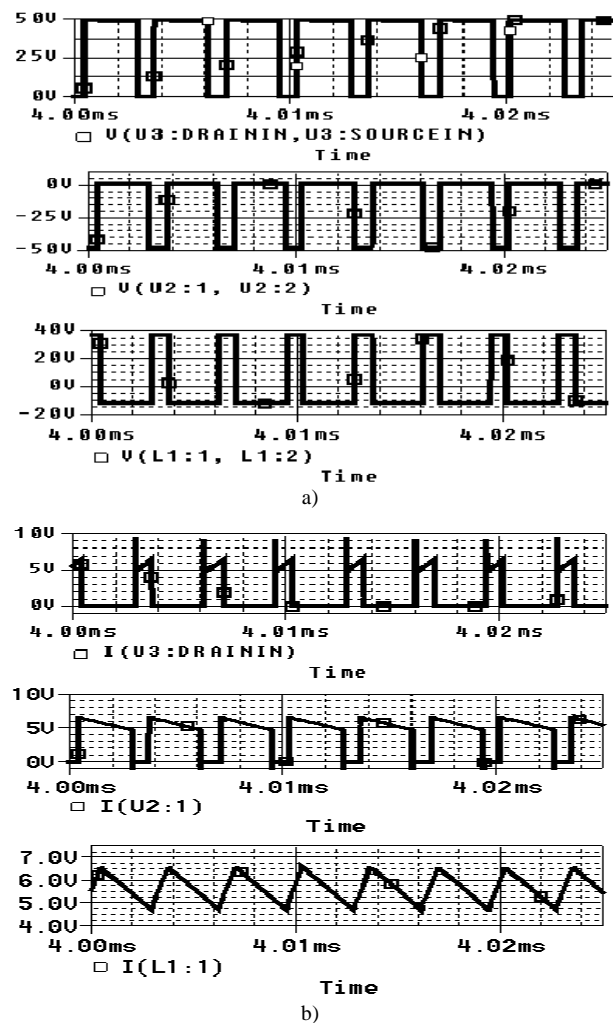 50V
25V
0V
4.00ms 4.01ms 4.02ms
V(U3:DRAININ,U3:SOURCEIN)
Time
0V
-25V
-50V
4.00ms 4.01ms 4.02ms
V(U2:1, U2:2)
Time
40V
20V
0V
-20V
4.00ms 4.01ms 4.02ms
V(L1:1, L1:2)
Time
a)
10V
5V
0V
4.00ms 4.01ms 4.02ms
I(U3:DRAININ)
Time
10V
5V
0V
4.00ms 4.01ms 4.02ms
I(U2:1)
Time
7.0V
6.0V
5.0V
4.0V
4.00ms 4.01ms 4.02ms
I(L1:1)
Time
b)